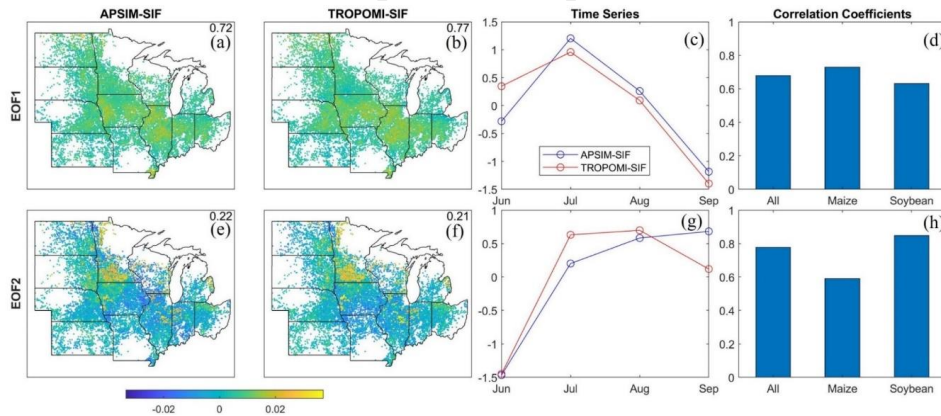 APSIM-SIF
TROPOMI-SIF
Time Series
Correlation Coefficients
EOF1
0.72
(a)
0.77
(b)
1.5
1
0.5
0
-0.5
-1
-1.5
(c)
APSIM-SIF
TROPOMI-SIF
Jun Jul Aug Sep
1
0.8
0.6
0.4
0.2
0
(d)
All Maize Soybean
EOF2
0.22
(e)
0.21
(f)
1
0.5
0
-0.5
-1
-1.5
(g)
Jun Jul Aug Sep
1
0.8
0.6
0.4
0.2
0
(h)
All Maize Soybean
-0.02 0 0.02